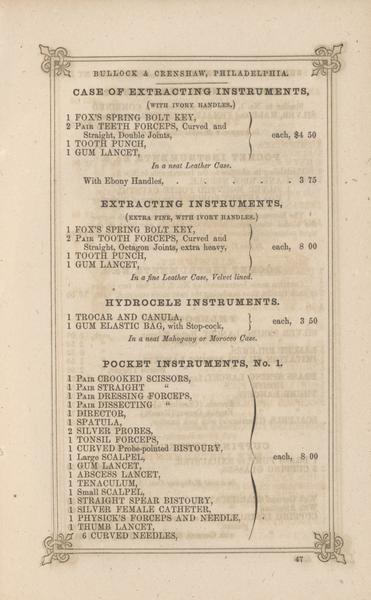 BULLOCK & CRENSHAW, PHILADELPHIA.
CASE OF EXTRACTING INSTRUMENTS,
(WITH IVORY HANDLES.)
1 FOX'S SPRING BOLT KEY,
2 PAIR TEETH FORCEPS, Curved and
Straight, Double Joints,
each, $4 50
1 TOOTH PUNCH,
1 GUM LANCET,
In a neat Leather Case.
With Ebony Handles, . . . . . 3 75
EXTRACTING INSTRUMENTS,
(EXTRA FINE, WITH IVORY HANDLES.)
1 FOX'S SPRING BOLT KEY,
2 PAIR TOOTH FORCEPS, Curved and
Straight, Octagon Joints, extra heavy,
each, 8 00
1 TOOTH PUNCH,
1 GUM LANCET,
In a fine Leather Case, Velvet lined.
HYDROCELE INSTRUMENTS.
1 TROCAR AND CANULA,
1 GUM ELASTIC BAG, with Stop-cock,
each, 3 50
In a neat Mahogany or Morocco Case.
POCKET INSTRUMENTS, No. 1.
1 PAIR CROOKED SCISSORS,
1 PAIR STRAIGHT "
1 PAIR DRESSING FORCEPS,
1 PAIR DISSECTING "
1 DIRECTOR,
1 SPATULA,
2 SILVER PROBES,
1 TONSIL FORCEPS,
1 CURVED Probe-pointed BISTOURY,
1 Large SCALPEL,
each, 8 00
1 GUM LANCET,
1 ABSCESS LANCET,
1 TENACULUM,
1 Small SCALPEL,
1 STRAIGHT SPEAR BISTOURY,
1 SILVER FEMALE CATHETER,
1 PHYSICK'S FORCEPS AND NEEDLE,
1 THUMB LANCET,
6 CURVED NEEDLES,
47